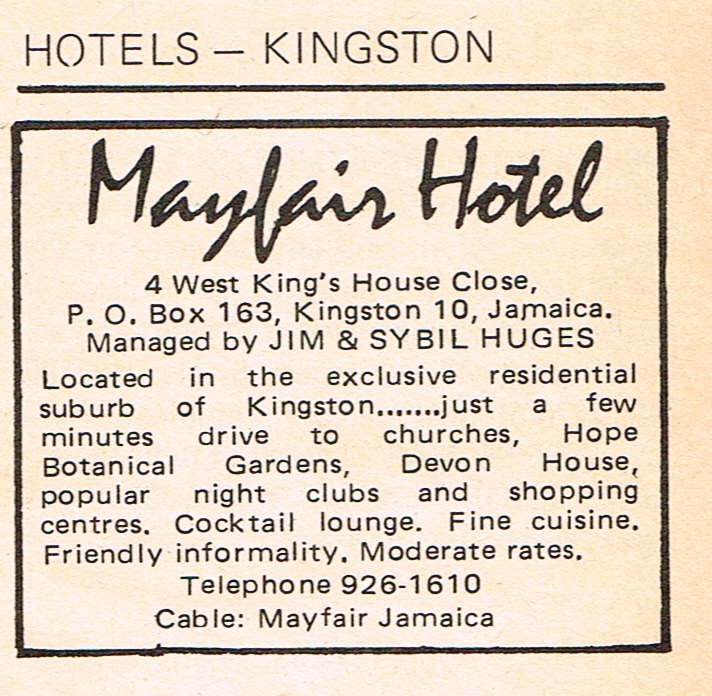 HOTELS – KINGSTON
Mayfair Hotel
4 West King's House Close,
P. O. Box 163, Kingston 10, Jamaica.
Managed by JIM & SYBIL HUGES
Located in the exclusive residential
suburb of Kingston.......just a few
minutes drive to churches, Hope
Botanical Gardens, Devon House,
popular night clubs and shopping
centres. Cocktail lounge. Fine cuisine.
Friendly informality. Moderate rates.
Telephone 926-1610
Cable: Mayfair Jamaica